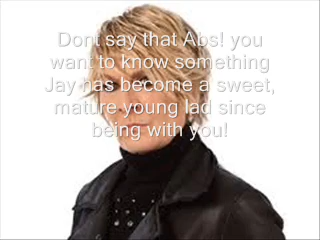 Dont say that Abs! you
want to know something
Jay has become a sweet,
mature young lad since
being with you!